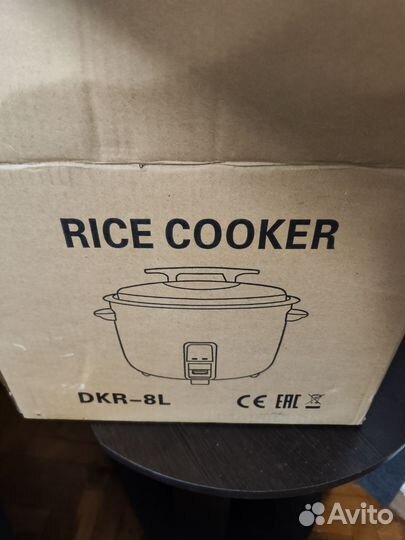 RICE COOKER
DKR-8L CE EAC
Avito